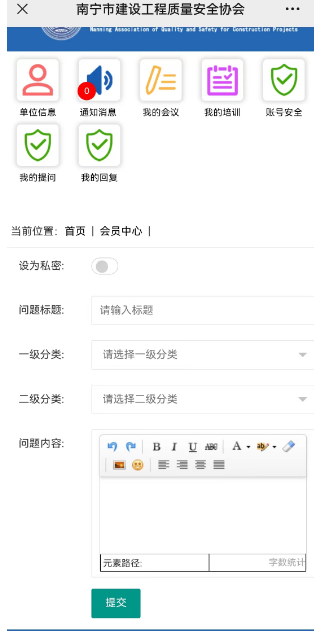 南宁市建设工程质量安全协会
Nanning Association of Quality and Safety for Construction Projects
0
单位信息 通知消息 我的会议 我的培训 账号安全
我的提问 我的回复
当前位置：首页 | 会员中心 |
设为私密:
问题标题: 请输入标题
一级分类: 请选择一级分类
二级分类: 请选择二级分类
问题内容:
B I U ABC A ab
元素路径: 字数统计
提交